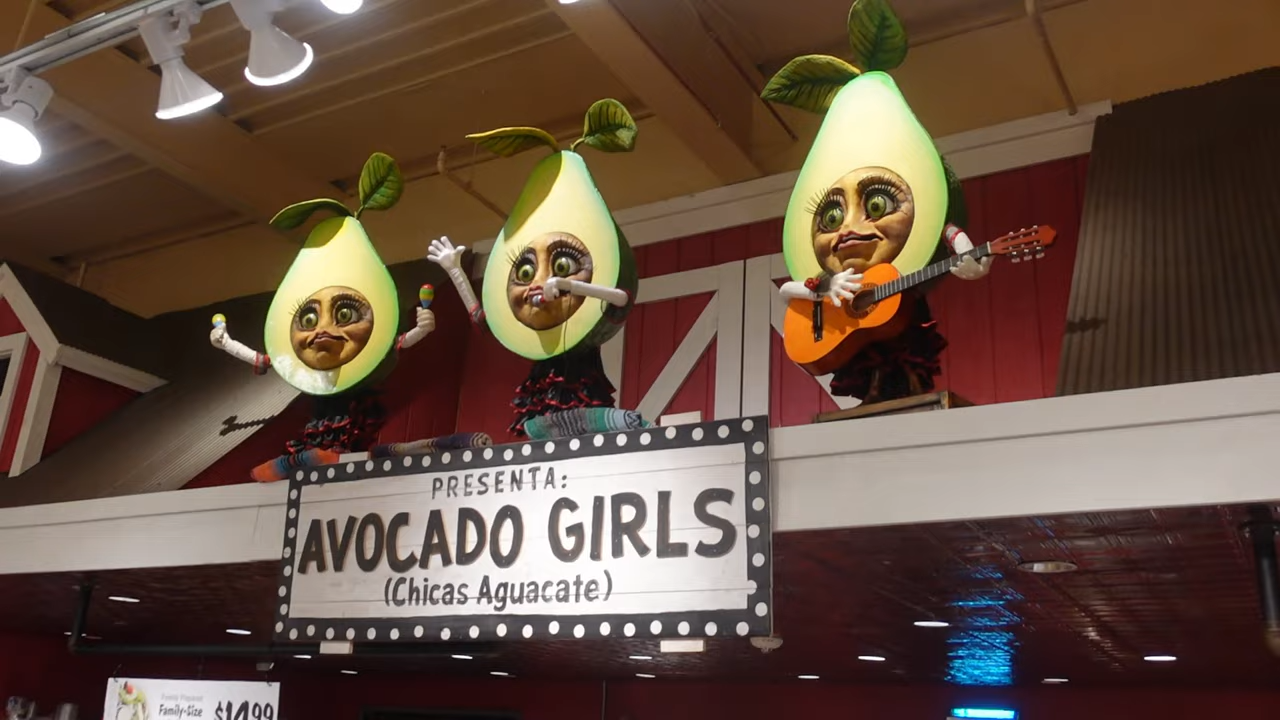 PRESENTA:
AVOCADO GIRLS
(Chicas Aguacate)
Family-Size
$14.99